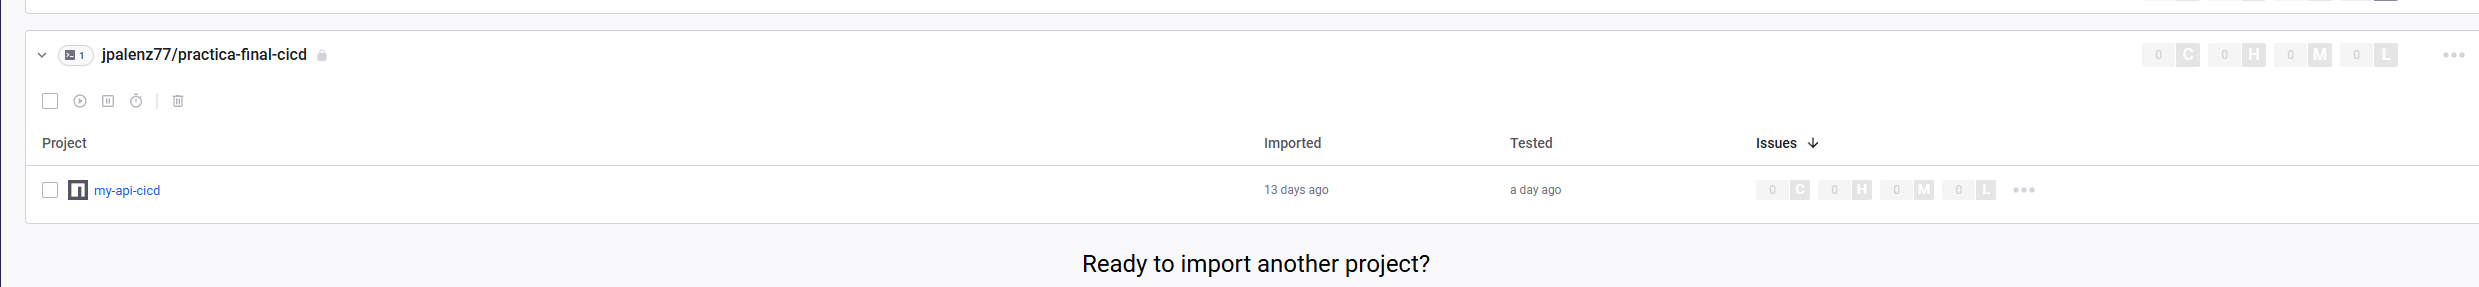 1 jpalenz77/practica-final-cicd 0 C 0 H 0 M 0 L
Project Imported Tested Issues
my-api-cicd 13 days ago a day ago 0 C 0 H 0 M 0 L
Ready to import another project?